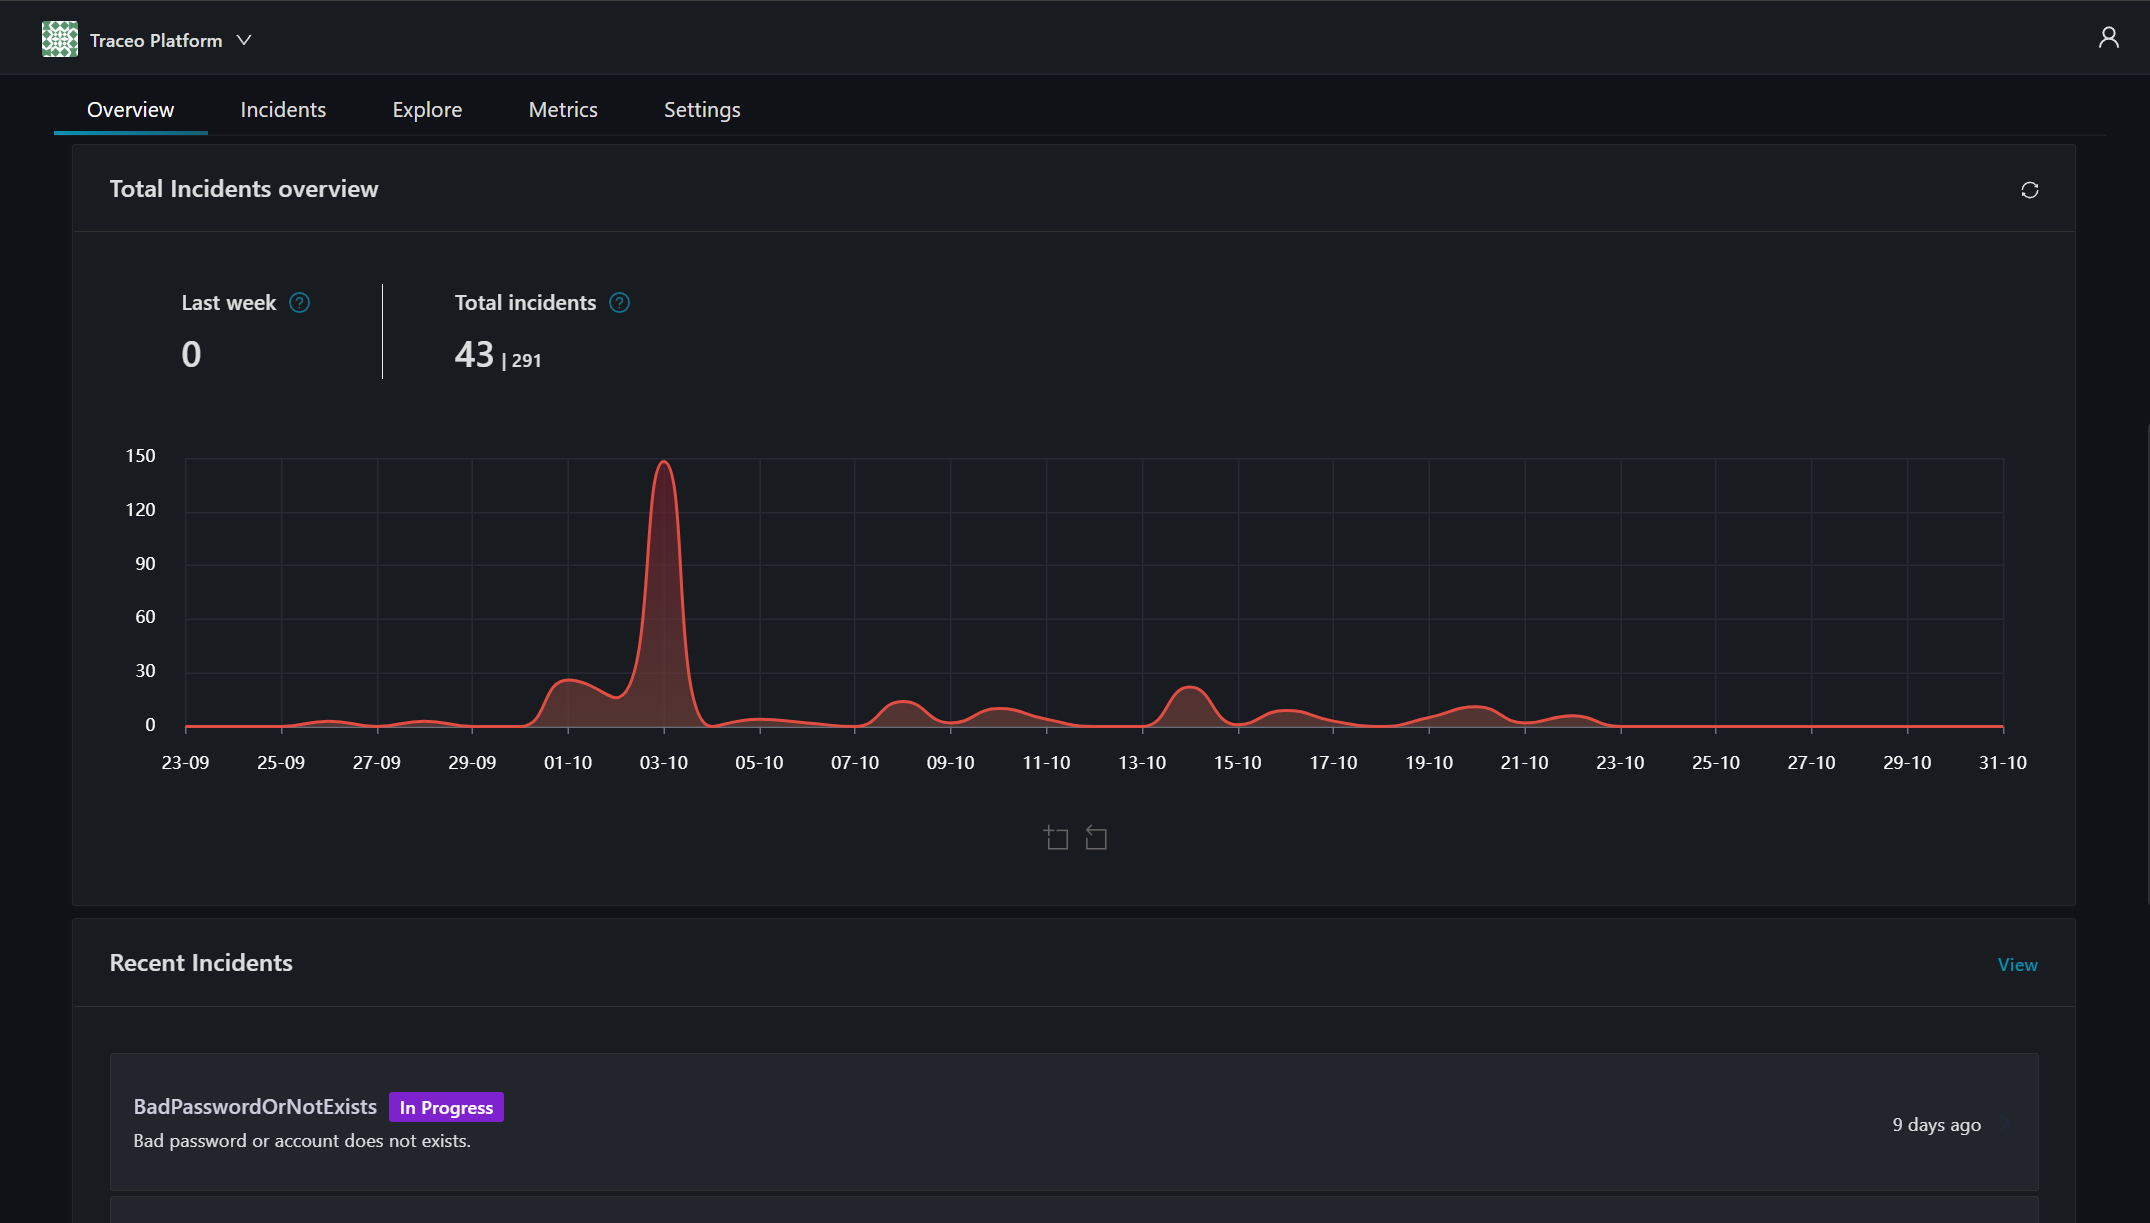 Traceo Platform
Overview Incidents Explore Metrics Settings
Total Incidents overview
Last week ? Total incidents ?
0 43 | 291
150
120
90
60
30
0
23-09 25-09 27-09 29-09 01-10 03-10 05-10 07-10 09-10 11-10 13-10 15-10 17-10 19-10 21-10 23-10 25-10 27-10 29-10 31-10
Recent Incidents View
BadPasswordOrNotExists In Progress
Bad password or account does not exists.
9 days ago